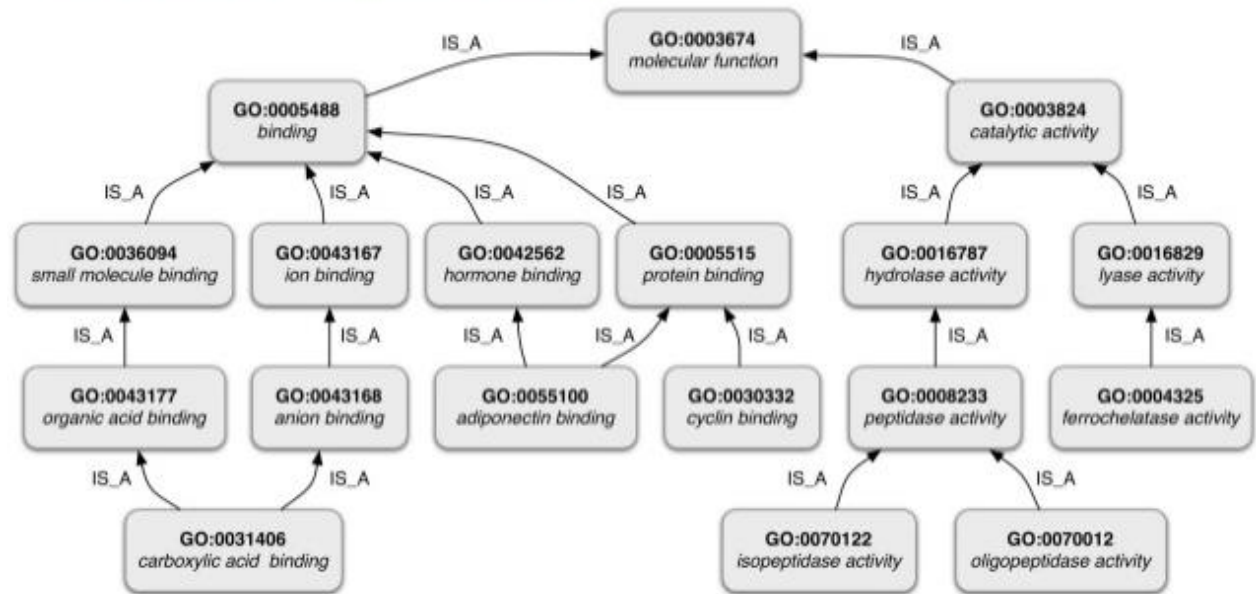 IS_A
GO:0003674
molecular function
IS_A
GO:0005488
binding
GO:0003824
catalytic activity
IS_A
IS_A
IS_A
IS_A
IS_A
IS_A
GO:0036094
small molecule binding
GO:0043167
ion binding
GO:0042562
hormone binding
GO:0005515
protein binding
GO:0016787
hydrolase activity
GO:0016829
lyase activity
IS_A
IS_A
IS_A
IS_A
IS_A
IS_A
IS_A
GO:0043177
organic acid binding
GO:0043168
anion binding
GO:0055100
adiponectin binding
GO:0030332
cyclin binding
GO:0008233
peptidase activity
GO:0004325
ferrochelatase activity
IS_A
IS_A
IS_A
IS_A
GO:0031406
carboxylic acid binding
GO:0070122
isopeptidase activity
GO:0070012
oligopeptidase activity